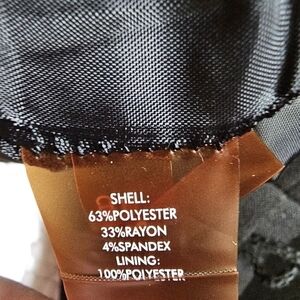 SHELL:
63%POLYESTER
33%RAYON
4%SPANDEX
LINING:
100%POLYESTER